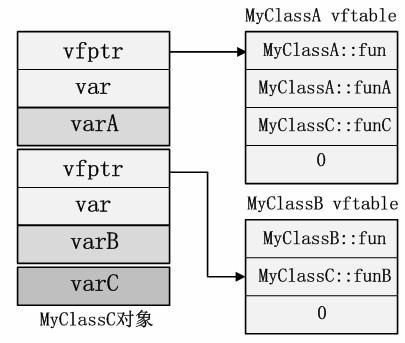 vfptr
var
varA
vfptr
var
varB
varC
MyClassC对象
MyClassA vftable
MyClassA::fun
MyClassA::funA
MyClassC::funC
0
MyClassB vftable
MyClassB::fun
MyClassC::funB
0